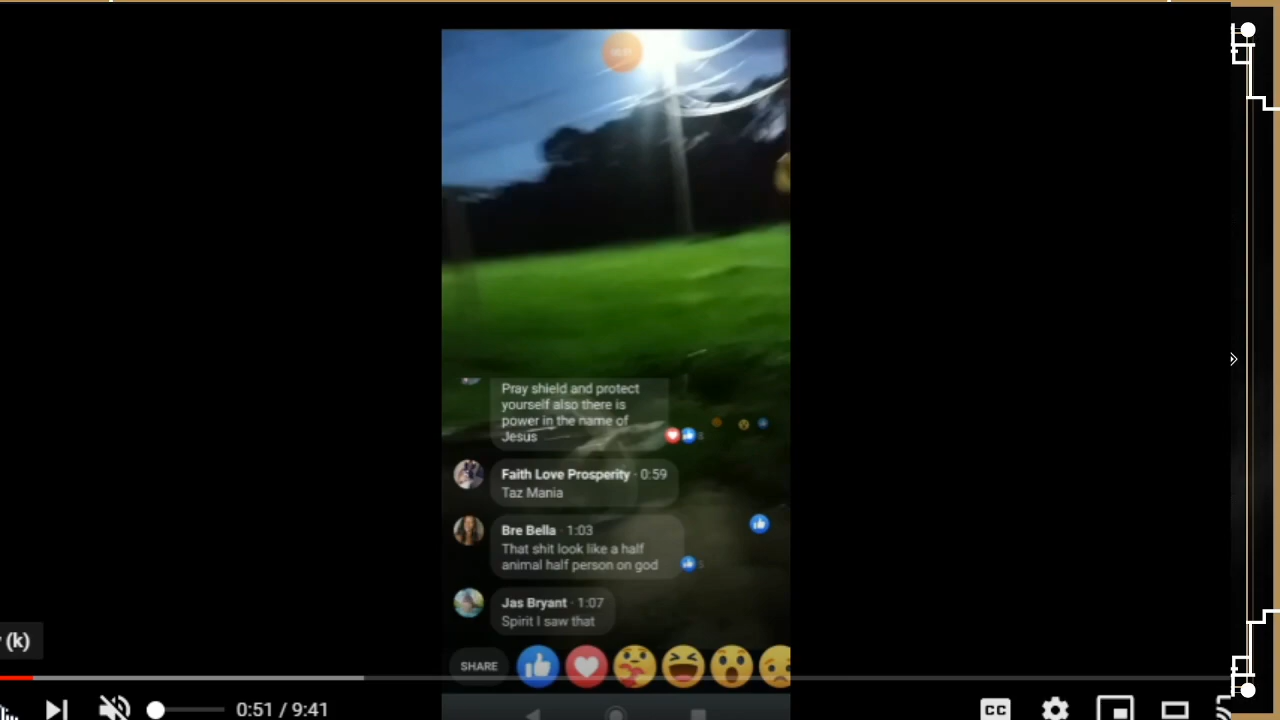 Pray shield and protect
yourself also there is
power in the name of
Jesus
Faith Love Prosperity · 0:59
Taz Mania
Bre Bella · 1:03
That shit look like a half
animal half person on god
Jas Bryant · 1:07
Spirit I saw that
(k)
SHARE
0:51 / 9:41
CC